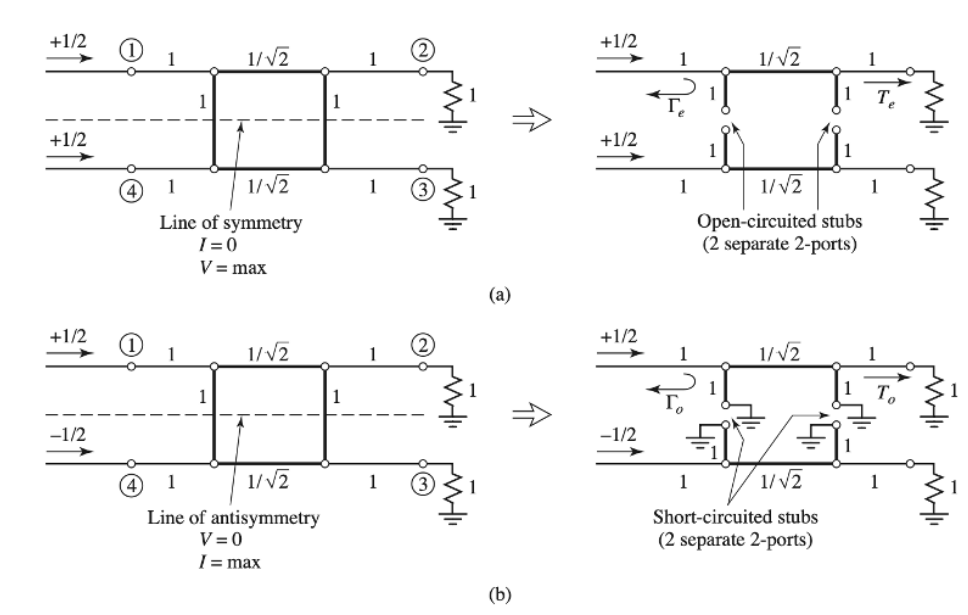 +1/2 ① 1 1/√2 1 ②
1 1 1
+1/2
④ 1 1/√2 1 ③ 1
Line of symmetry
I = 0
V = max
+1/2 1 1/√2 1
Γe 1 1 Te 1
+1/2 1 1
1 1/√2 1 1
Open-circuited stubs
(2 separate 2-ports)
(a)
+1/2 ① 1 1/√2 1 ②
1 1 1
−1/2
④ 1 1/√2 1 ③ 1
Line of antisymmetry
V = 0
I = max
+1/2 1 1/√2 1
Γo 1 1 To 1
−1/2 1 1
1 1/√2 1 1
Short-circuited stubs
(2 separate 2-ports)
(b)